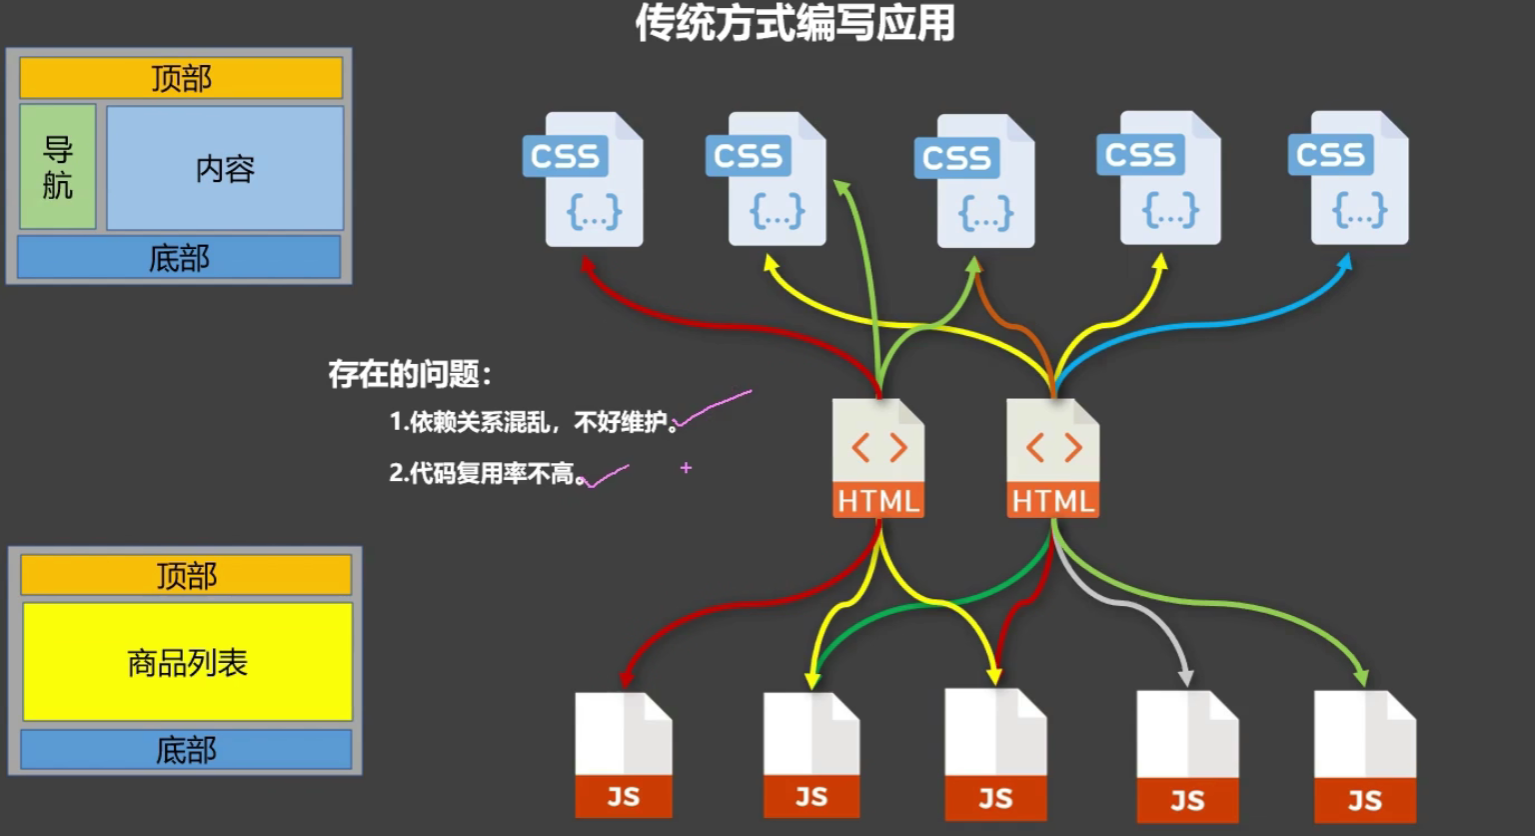 传统方式编写应用
顶部
导航
内容
底部
CSS
{...}
CSS
{...}
CSS
{...}
CSS
{...}
CSS
{...}
存在的问题：
1.依赖关系混乱，不好维护。
2.代码复用率不高。
< >
HTML
< >
HTML
顶部
商品列表
底部
JS
JS
JS
JS
JS